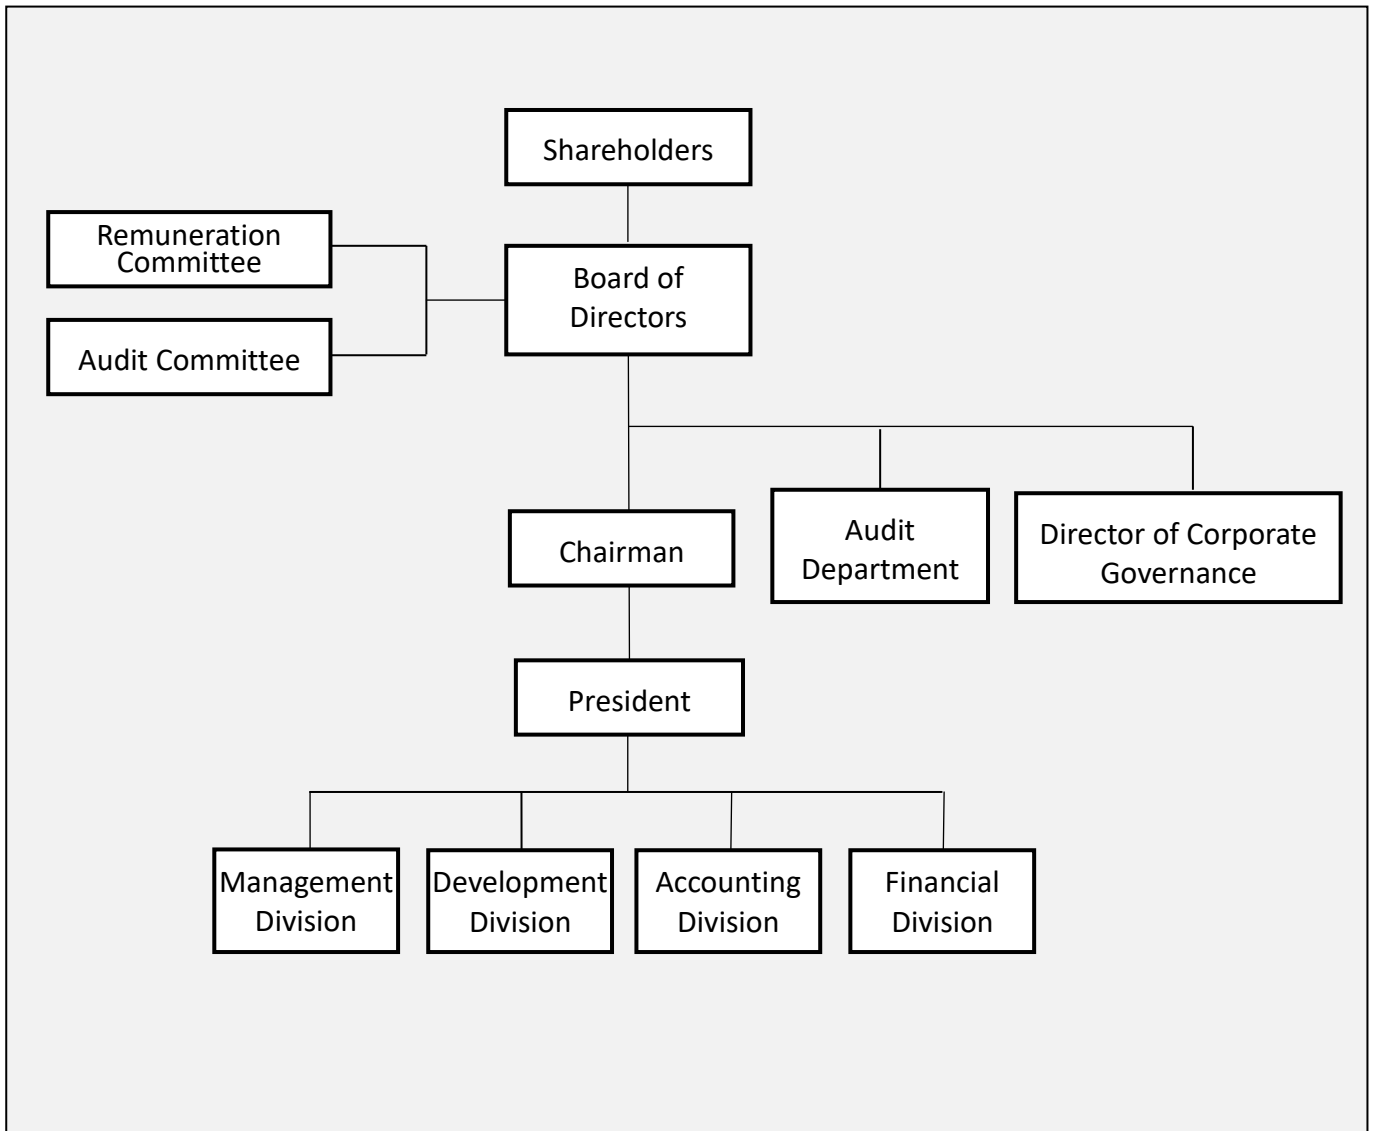 Shareholders
Remuneration
Committee
Board of
Directors
Audit Committee
Audit
Department
Director of Corporate
Governance
Chairman
President
Management
Division
Development
Division
Accounting
Division
Financial
Division